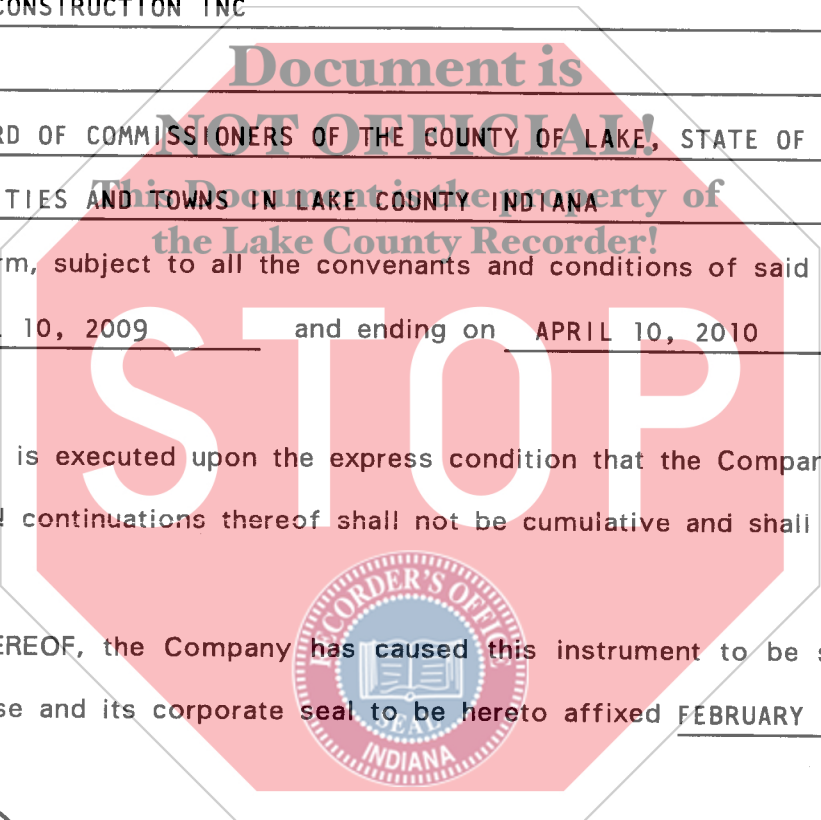 CONSTRUCTION INC
Document is
NOT OFFICIAL!
RD OF COMMISSIONERS OF THE COUNTY OF LAKE, STATE OF
This Document is the property of
TIES AND TOWNS IN LAKE COUNTY INDIANA
the Lake County Recorder!
rm, subject to all the convenants and conditions of said
10, 2009 and ending on APRIL 10, 2010
STOP
is executed upon the express condition that the Compan
continuations thereof shall not be cumulative and shall
RECORDER'S OFFICE
EREOF, the Company has caused this instrument to be s
se and its corporate seal to be hereto affixed FEBRUARY
SEAL
INDIANA